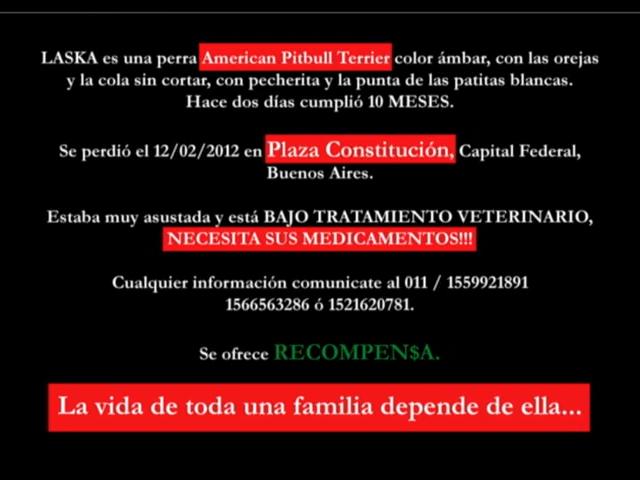 LASKA es una perra American Pitbull Terrier color ámbar, con las orejas
y la cola sin cortar, con pecherita y la punta de las patitas blancas.
Hace dos días cumplió 10 MESES.
Se perdió el 12/02/2012 en Plaza Constitución, Capital Federal,
Buenos Aires.
Estaba muy asustada y está BAJO TRATAMIENTO VETERINARIO,
NECESITA SUS MEDICAMENTOS!!!
Cualquier información comunicate al 011 / 1559921891
1566563286 ó 1521620781.
Se ofrece RECOMPEN$A.
La vida de toda una familia depende de ella...